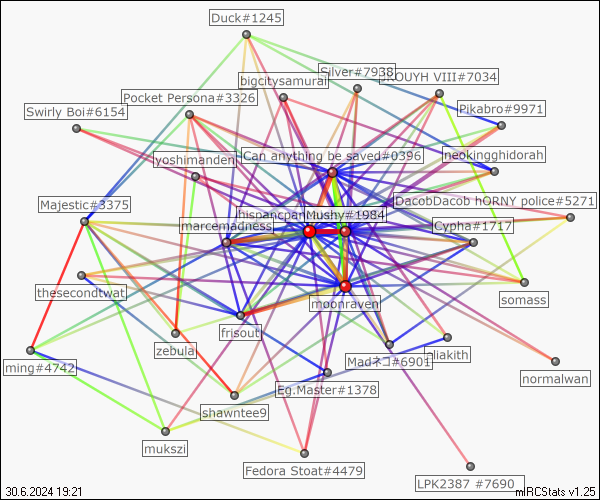 Duck#1245
Silver#7938
bigcitysamurai
VIII#7034
Pocket Persona#3326
Pikabro#9971
Swirly Boi#6154
Can anything be saved#0396
neokingghidorah
yoshimanden
DacobDacob hORNY police#5271
Majestic#3375
Mushy#1984
marcemadness
Cypha#1717
thesecondtwat
moonraven
somass
frisout
zebula
Madネコ#6901
ming#4742
Eg.Master#1378
normalwan
shawntee9
mukszi
Fedora Stoat#4479
LPK2387 #7690
30.6.2024 19:21
mIRCStats v1.25